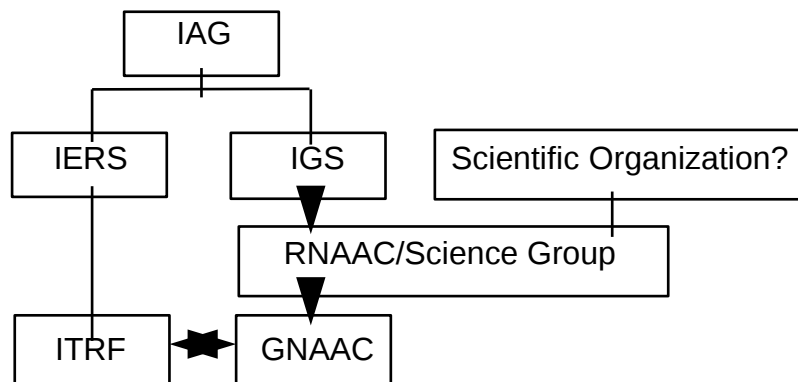 IAG
IERS
IGS
Scientific Organization?
RNAAC/Science Group
ITRF
GNAAC